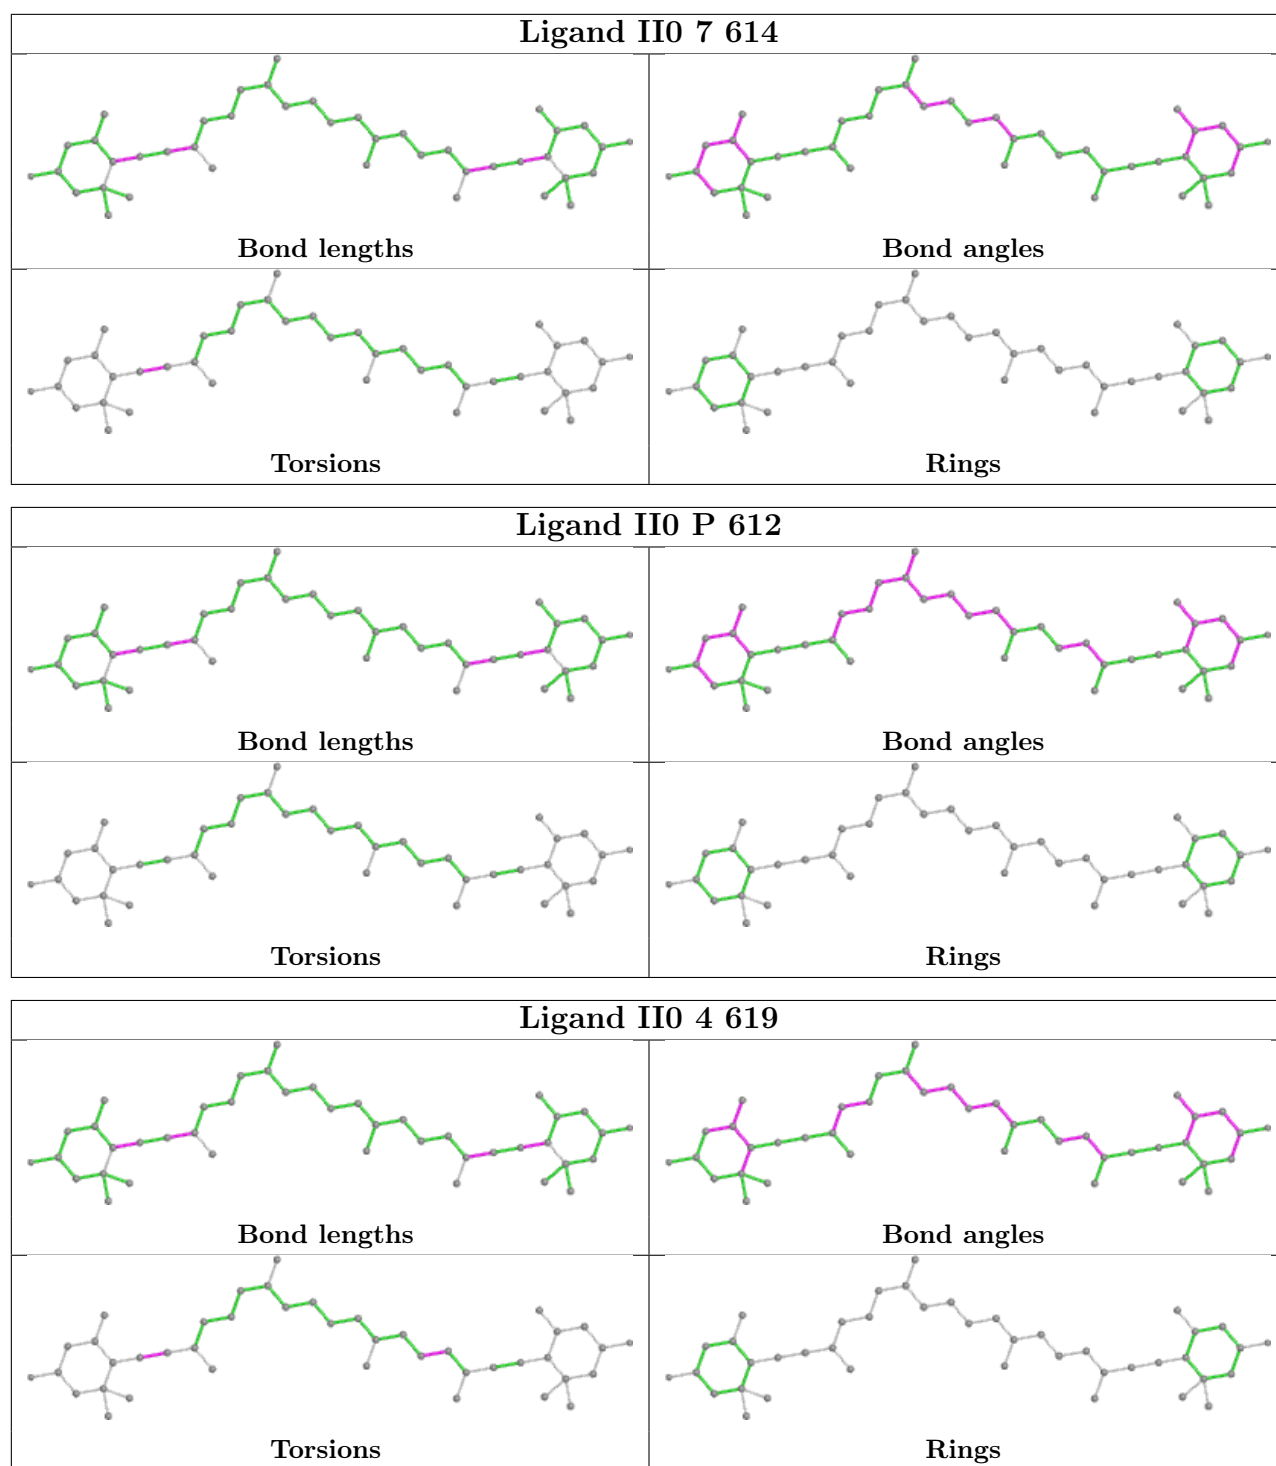 Ligand II0 7 614
Bond lengths
Bond angles
Torsions
Rings
Ligand II0 P 612
Bond lengths
Bond angles
Torsions
Rings
Ligand II0 4 619
Bond lengths
Bond angles
Torsions
Rings